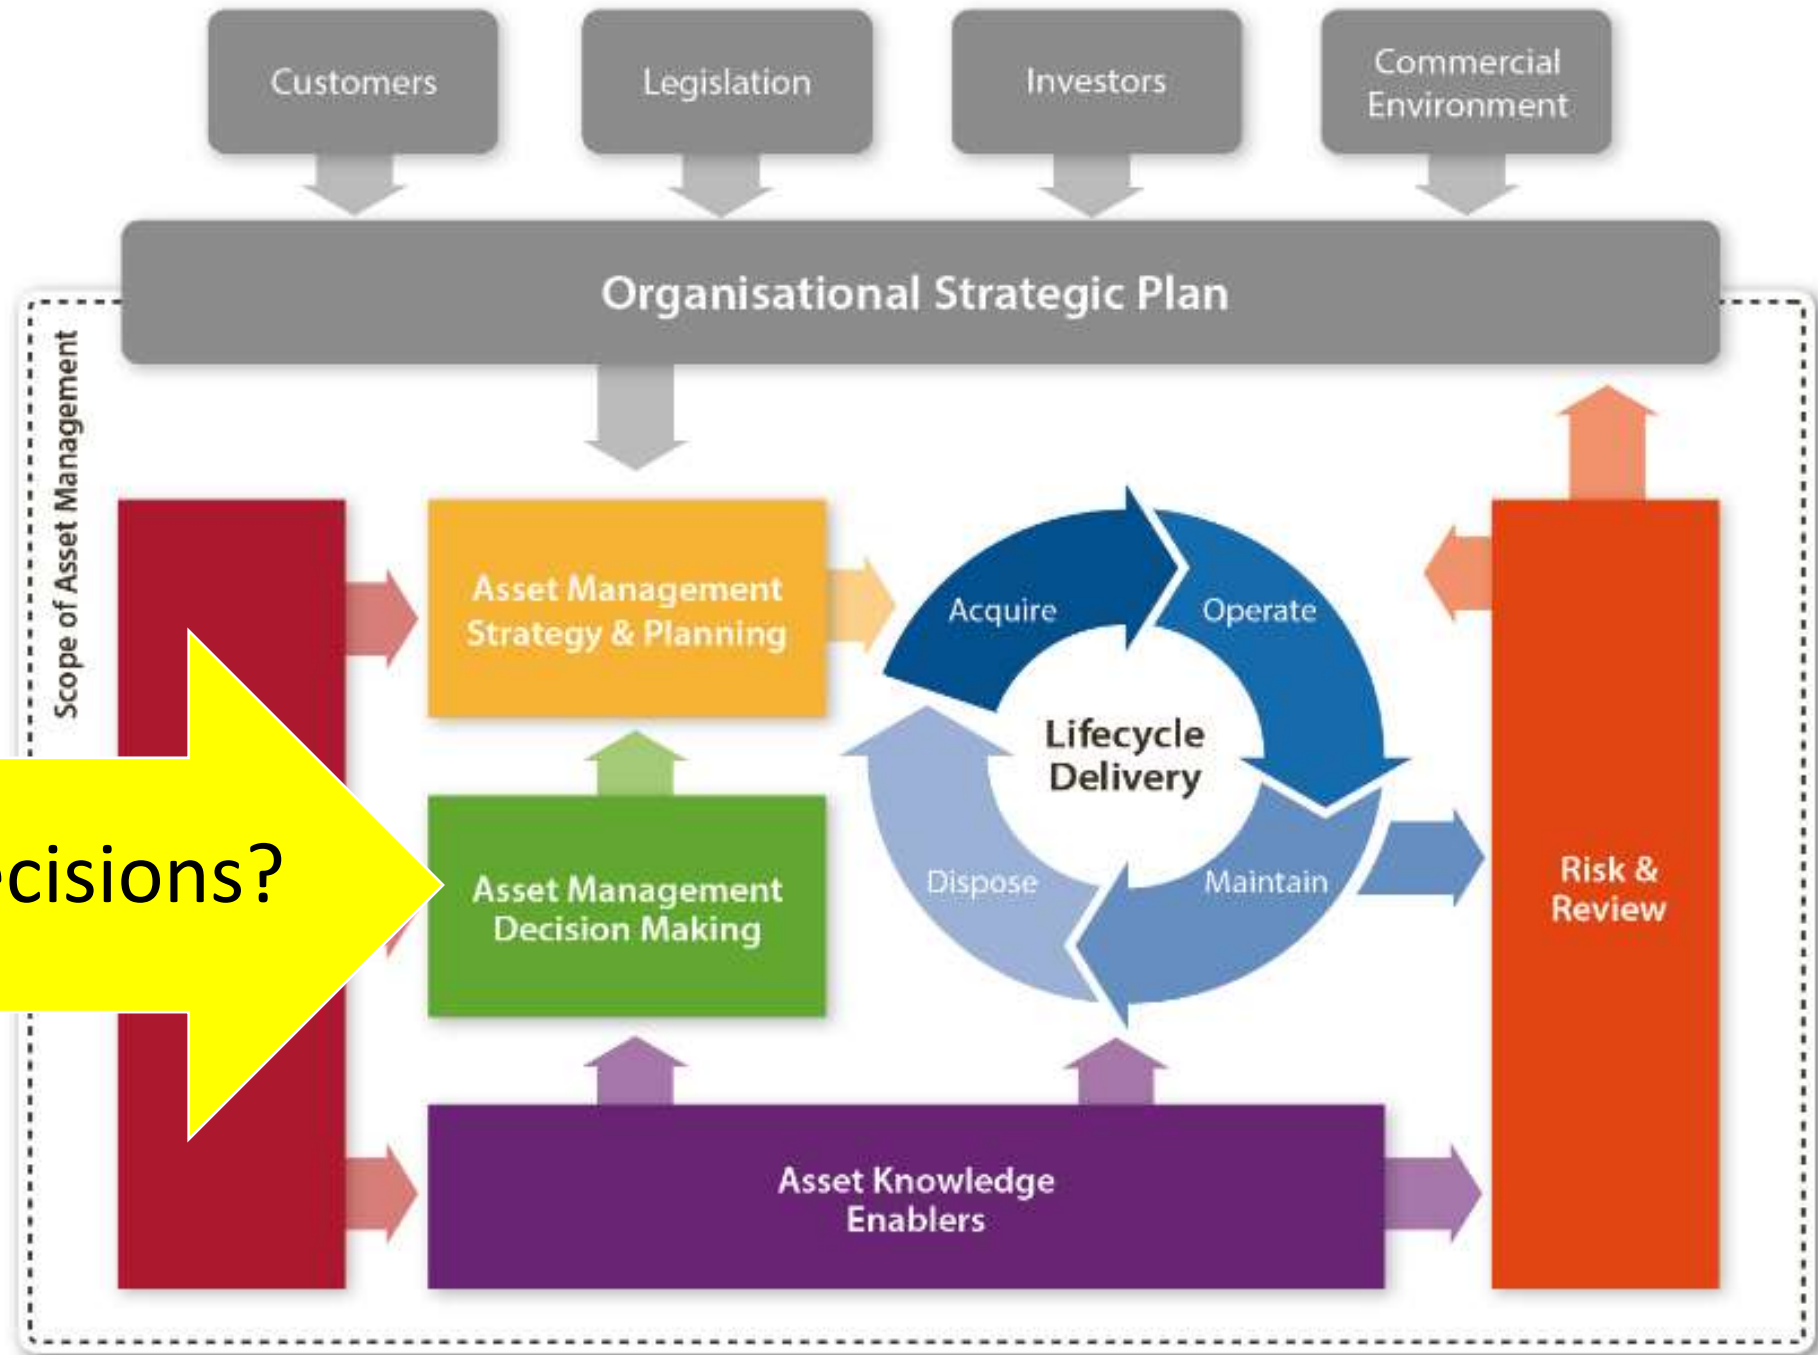 Customers
Legislation
Investors
Commercial
Environment
Organisational Strategic Plan
Scope of Asset Management
Asset Management
Strategy & Planning
Acquire
Operate
Lifecycle
Delivery
Dispose
Maintain
cisions?
Asset Management
Decision Making
Risk &
Review
Asset Knowledge
Enablers